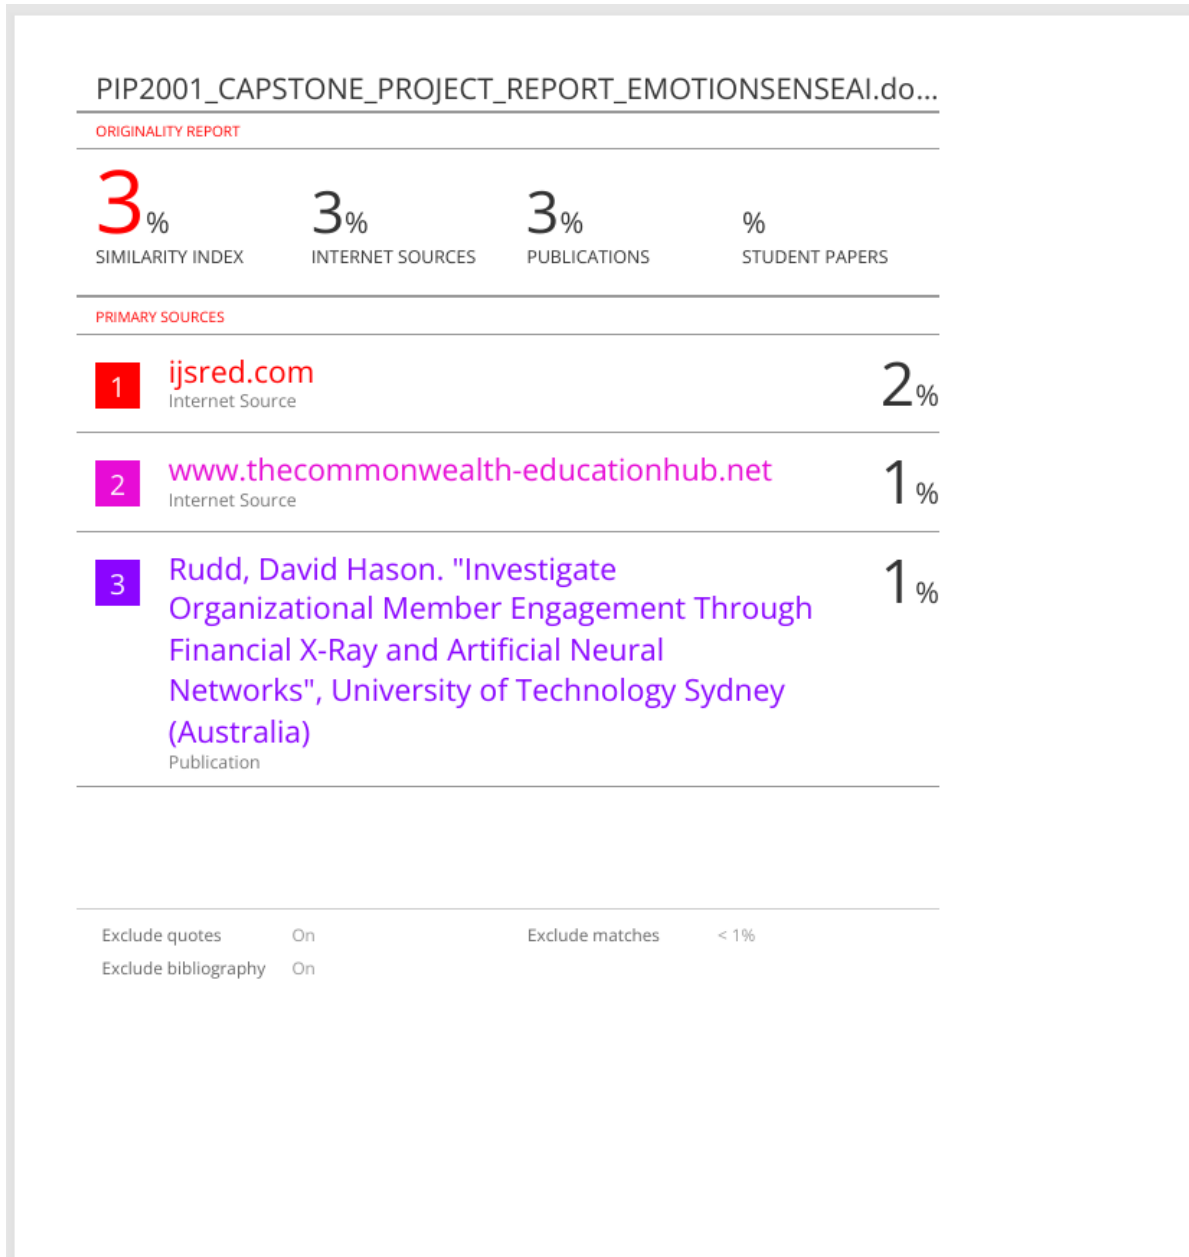 PIP2001_CAPSTONE_PROJECT_REPORT_EMOTIONSENSEAI.do...
ORIGINALITY REPORT
3% 3% 3% %
SIMILARITY INDEX INTERNET SOURCES PUBLICATIONS STUDENT PAPERS
PRIMARY SOURCES
1 ijsred.com 2%
Internet Source
2 www.thecommonwealth-educationhub.net 1%
Internet Source
3 Rudd, David Hason. "Investigate 1%
Organizational Member Engagement Through
Financial X-Ray and Artificial Neural
Networks", University of Technology Sydney
(Australia)
Publication
Exclude quotes On Exclude matches < 1%
Exclude bibliography On